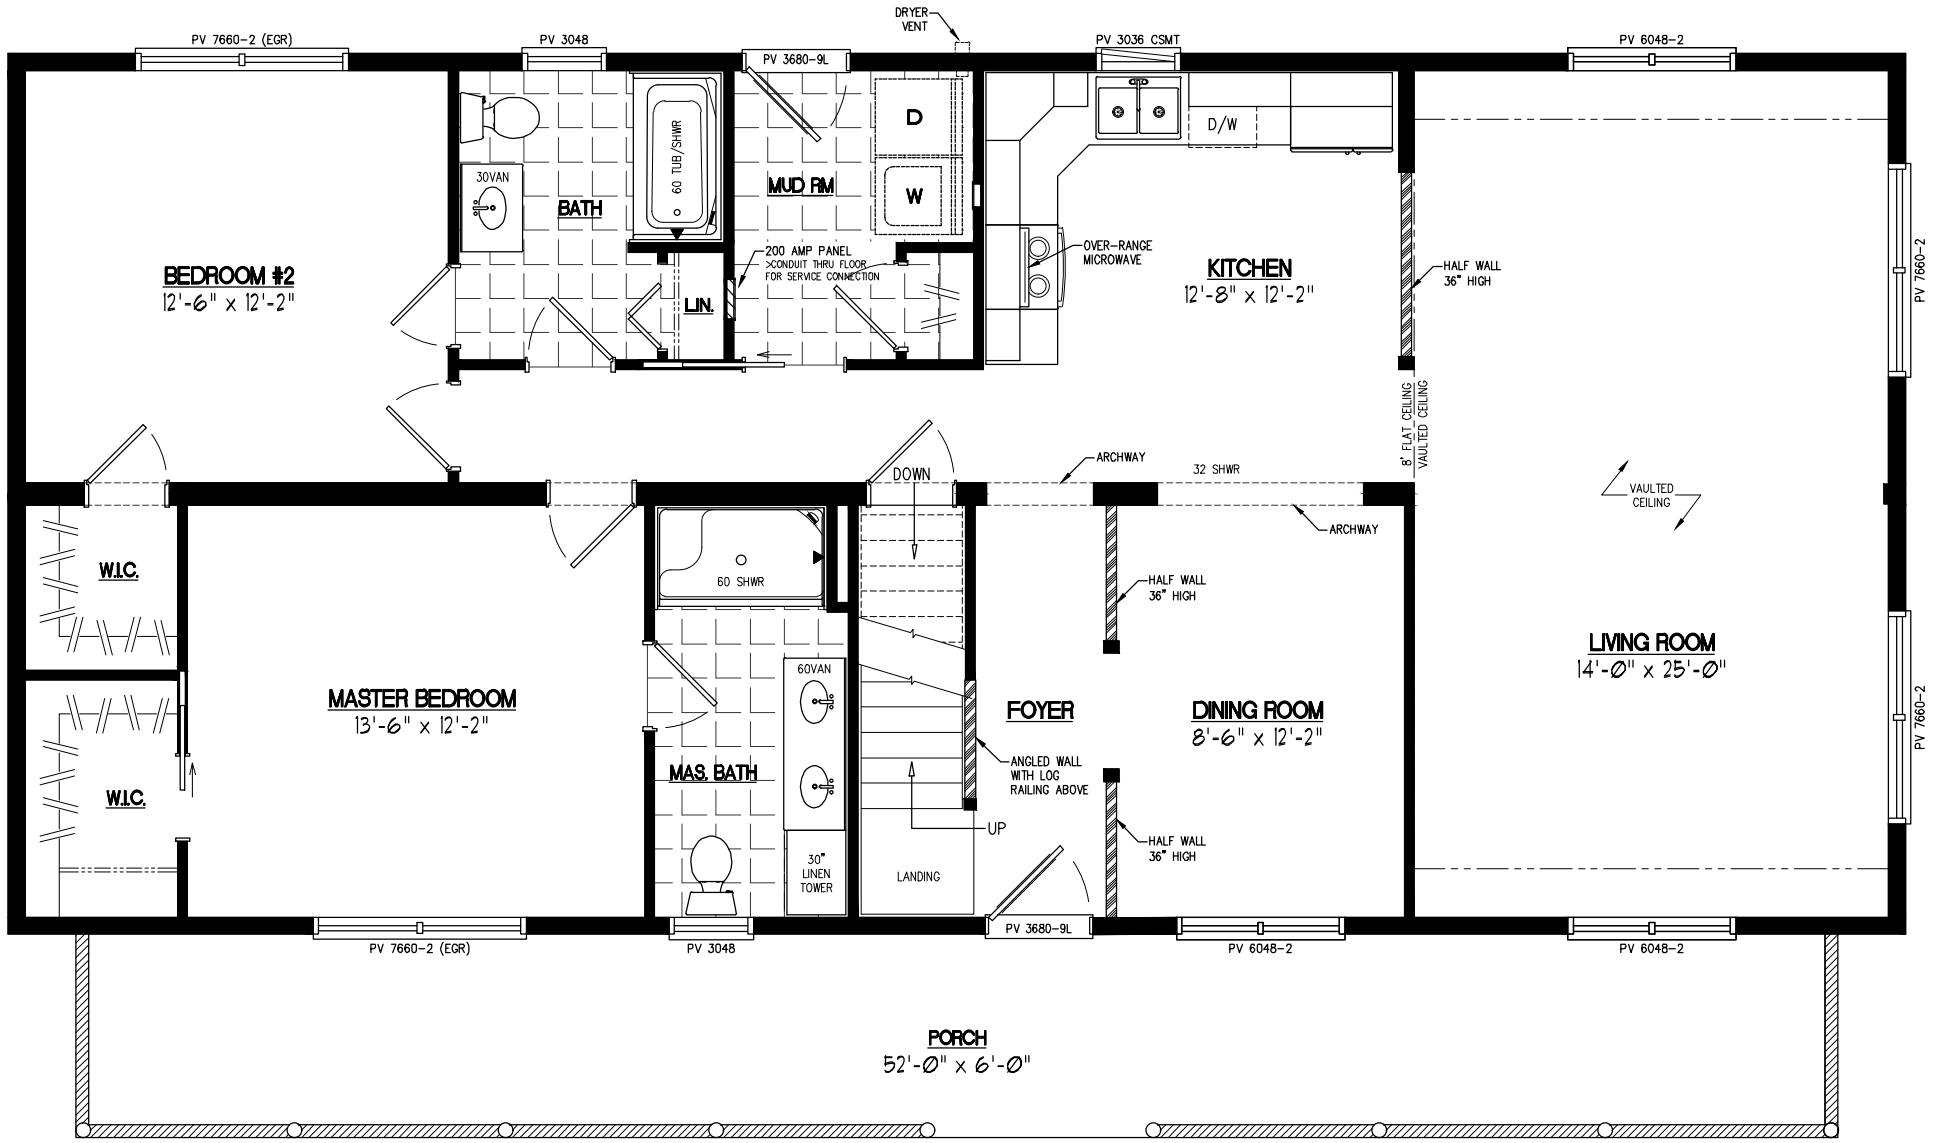 DRYER
VENT
PV 7660-2 (EGR)
PV 3048
PV 3680-9L
PV 3036 CSMT
PV 6048-2
D
D/W
60 TUB/SHWR
30VAN
MUD RM
W
BATH
200 AMP PANEL
>CONDUIT THRU FLOOR
FOR SERVICE CONNECTION
OVER-RANGE
MICROWAVE
KITCHEN
12'-8" x 12'-2"
HALF WALL
36" HIGH
PV 7660-2
BEDROOM #2
12'-6" x 12'-2"
LIN.
8' FLAT CEILING
VAULTED CEILING
ARCHWAY
32 SHWR
DOWN
VAULTED
CEILING
ARCHWAY
W.I.C.
60 SHWR
HALF WALL
36" HIGH
LIVING ROOM
14'-0" x 25'-0"
60VAN
MASTER BEDROOM
13'-6" x 12'-2"
FOYER
DINING ROOM
8'-6" x 12'-2"
PV 7660-2
MAS. BATH
ANGLED WALL
WITH LOG
RAILING ABOVE
W.I.C.
UP
HALF WALL
36" HIGH
30"
LINEN
TOWER
LANDING
PV 3680-9L
PV 7660-2 (EGR)
PV 3048
PV 6048-2
PV 6048-2
PORCH
52'-0" x 6'-0"